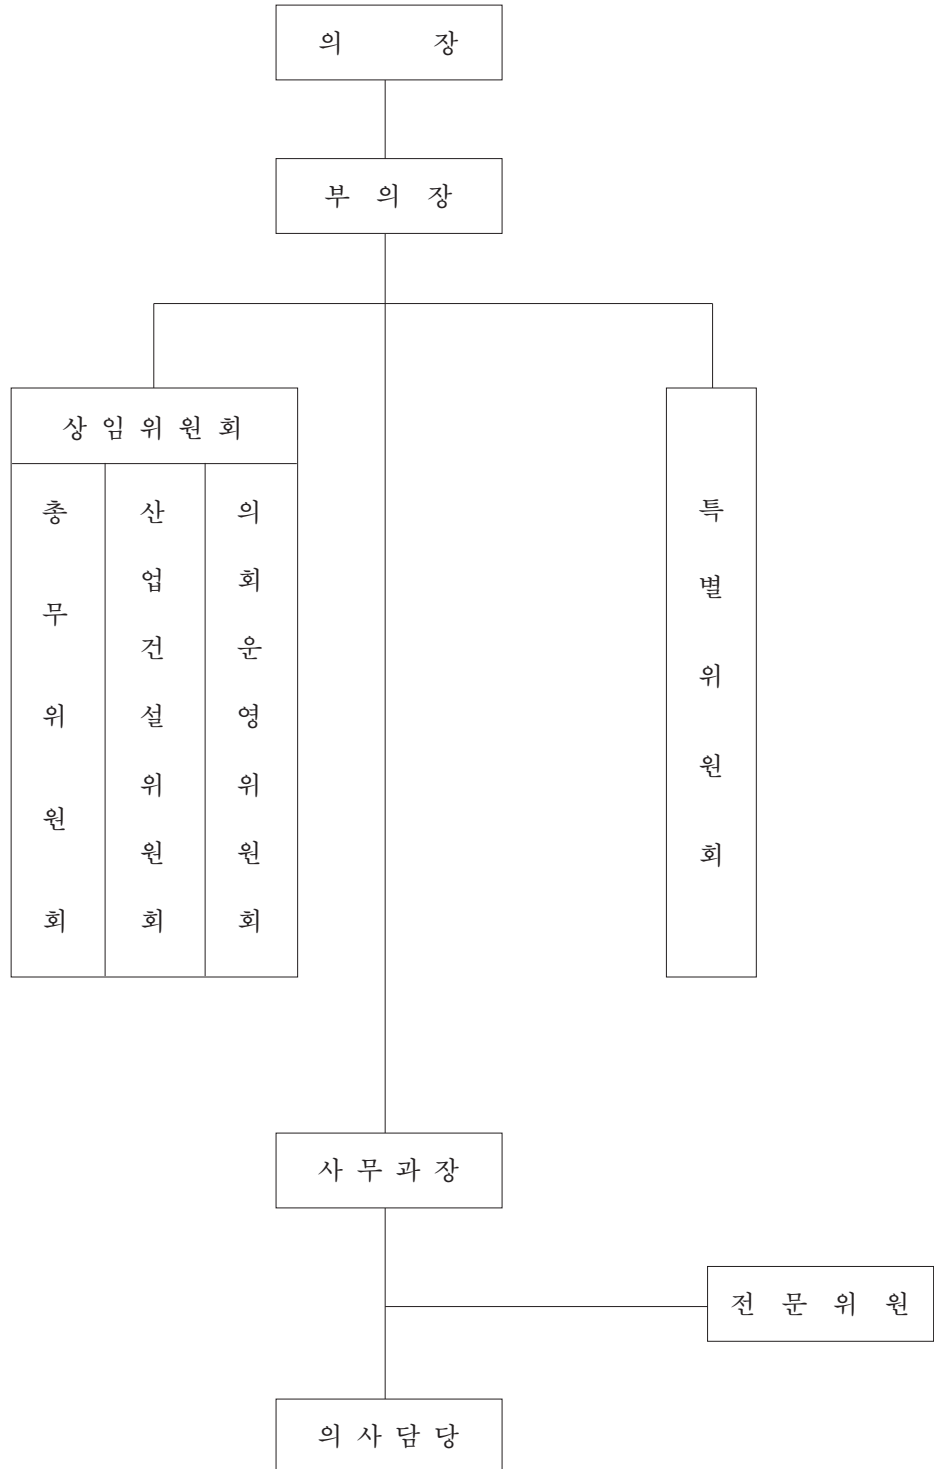 의 장
부 의 장
상 임 위 원 회
총무위원회
산업건설위원회
의회운영위원회
특별위원회
사 무 과 장
전 문 위 원
의 사 담 당